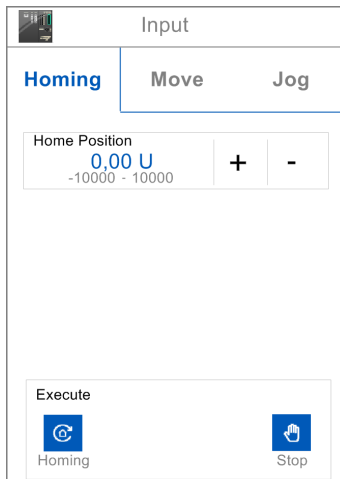 Input
Homing Move Jog
Home Position
0,00 U + -
-10000 - 10000
Execute
Homing Stop